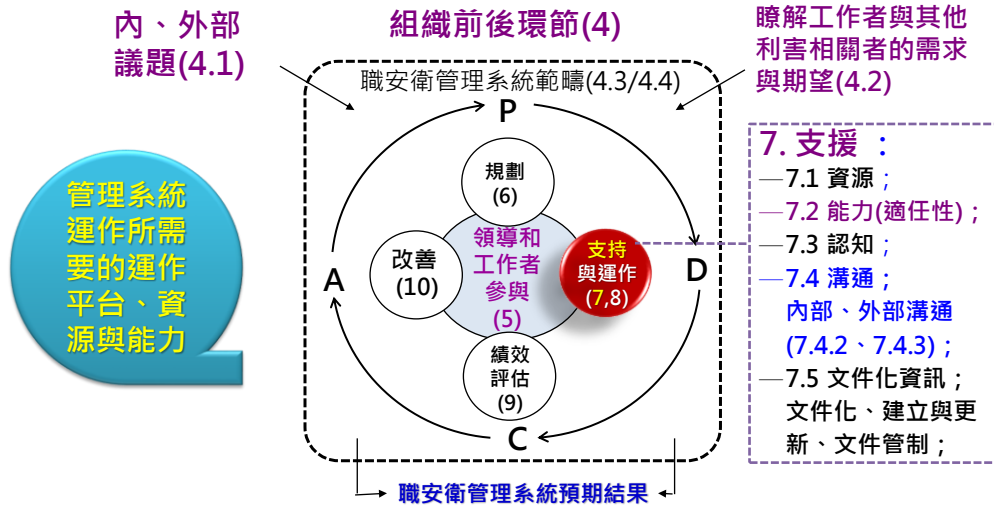 內、外部
議題(4.1)
組織前後環節(4)
瞭解工作者與其他
利害相關者的需求
與期望(4.2)
職安衛管理系統範疇(4.3/4.4)
P
規劃
(6)
管理系統
運作所需
要的運作
平台、資
源與能力
A
改善
(10)
領導和
工作者
參與
(5)
支持
與運作
(7,8)
D
績效
評估
(9)
C
職安衛管理系統預期結果
7. 支援 ：
—7.1 資源；
—7.2 能力(適任性)；
—7.3 認知；
—7.4 溝通；
內部、外部溝通
(7.4.2、7.4.3)；
—7.5 文件化資訊；
文件化、建立與更
新、文件管制；